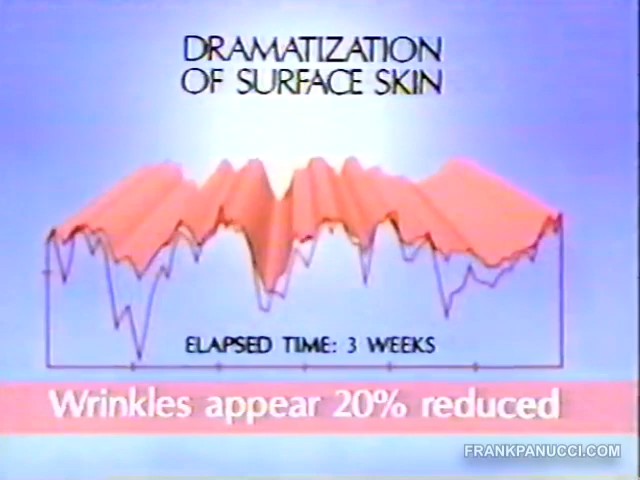 DRAMATIZATION
OF SURFACE SKIN
ELAPSED TIME: 3 WEEKS
Wrinkles appear 20% reduced
FRANKPANUCCI.COM